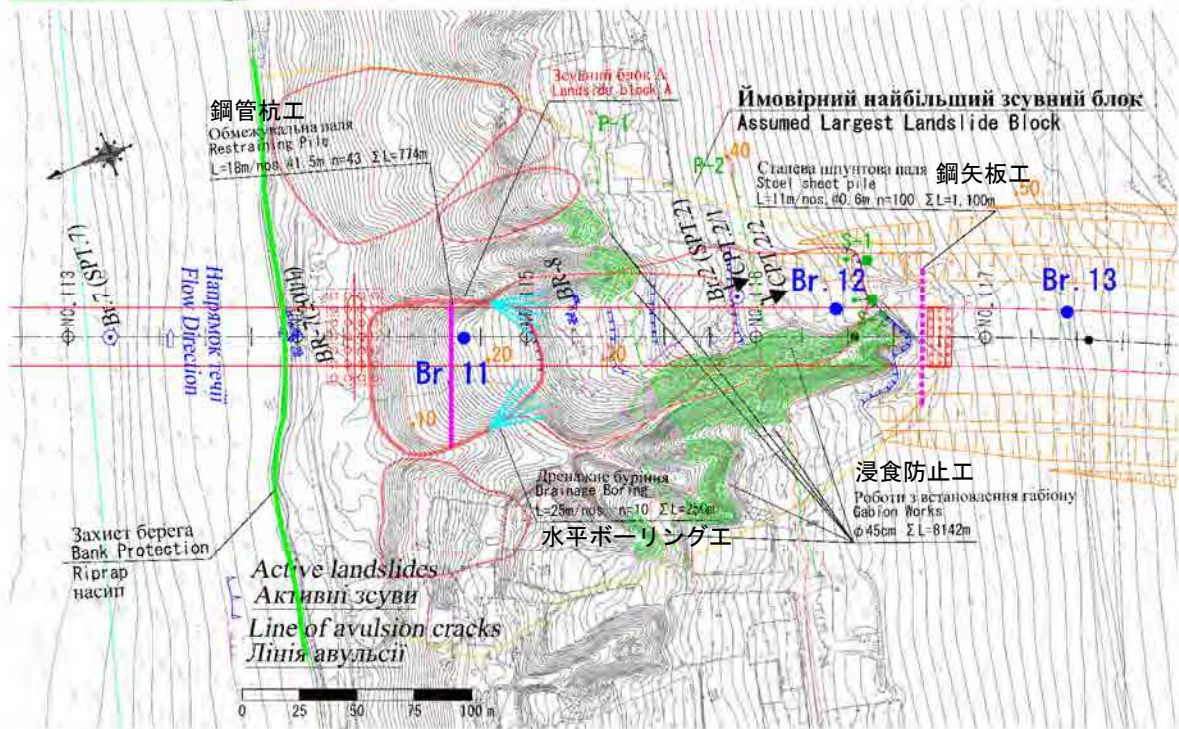 鋼管杭工
Обмежувальна паля
Restraining Pile
L=18m/nos @1.5m n=43 ΣL=774m
Зсувний блок А
Landslide block A
P-1
Ймовірний найбільший зсувний блок
Assumed Largest Landslide Block
P-2
40
Сталева шпунтова паля
鋼矢板工
Steel sheet pile
L=11m/nos, @0.6m n=100 ΣL=1,100m
50
S-1
NO.113
Br.7 (SPT.7)
Напрямок течії
Flow Direction
NO.115
BR-8
Br.2 (SPT.2)
CPT.2/1
CPT.2/2
Br. 12
Br. 13
NO.117
Br. 11
20
30
10
Дренажне буріння
Drainage Boring
L=25m/nos, n=10 ΣL=250m
水平ボーリング工
浸食防止工
Роботи з встановлення габіону
Gabion Works
φ45cm ΣL=8142m
Захист берега
Bank Protection
Riprap
насип
Active landslides
Активні зсуви
Line of avulsion cracks
Лінія авульсії
0 25 50 75 100 m